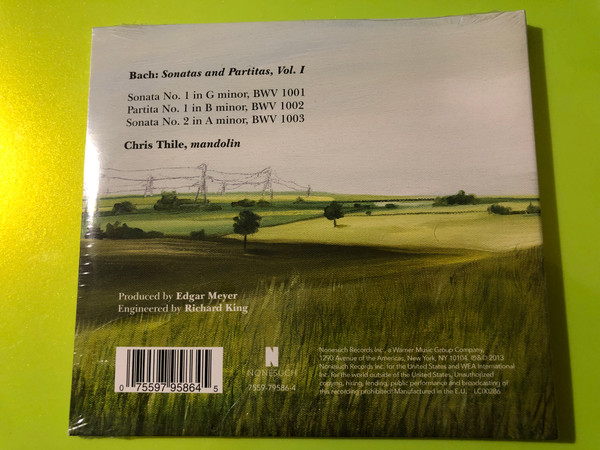 Bach: Sonatas and Partitas, Vol. I
Sonata No. 1 in G minor, BWV 1001
Partita No. 1 in B minor, BWV 1002
Sonata No. 2 in A minor, BWV 1003
Chris Thile, mandolin
Produced by Edgar Meyer
Engineered by Richard King
0 75597 95864 5
N
NONESUCH
7559-79586-4
Nonesuch Records Inc., a Warner Music Group Company,
1290 Avenue of the Americas, New York, NY 10104. ℗&© 2013
Nonesuch Records Inc. for the United States and WEA International
Inc. for the world outside of the United States. Unauthorized
copying, hiring, lending, public performance and broadcasting of
this recording prohibited. Manufactured in the E.U. LC00286